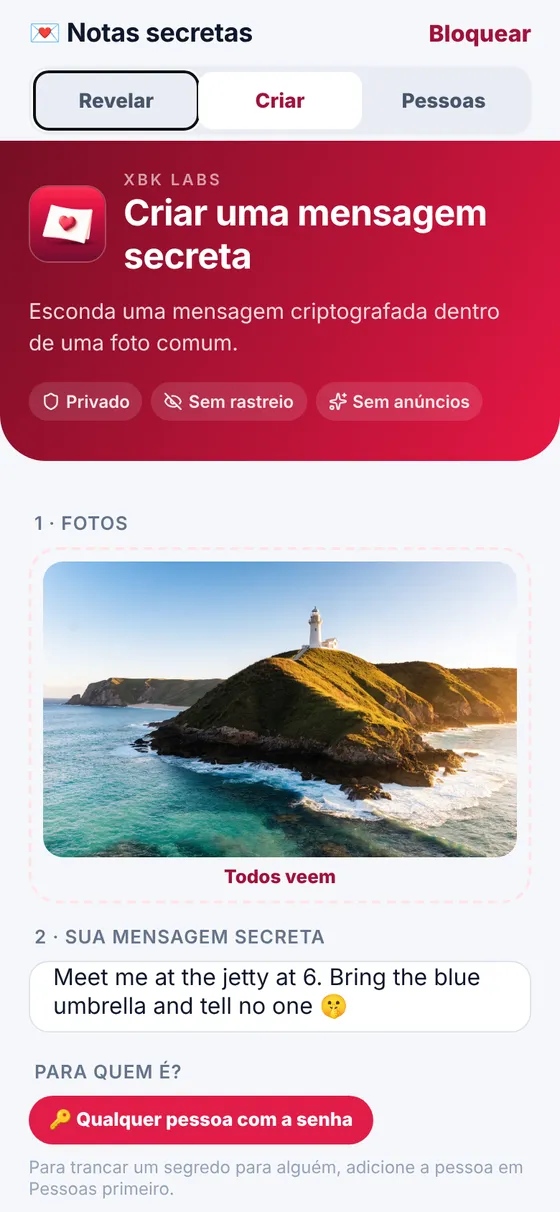 💌 Notas secretas
Bloquear
Revelar
Criar
Pessoas
XBK LABS
Criar uma mensagem
secreta
Esconda uma mensagem criptografada dentro
de uma foto comum.
Privado
Sem rastreio
Sem anúncios
1 · FOTOS
Todos veem
2 · SUA MENSAGEM SECRETA
Meet me at the jetty at 6. Bring the blue
umbrella and tell no one 🤫
PARA QUEM É?
🔑 Qualquer pessoa com a senha
Para trancar um segredo para alguém, adicione a pessoa em
Pessoas primeiro.